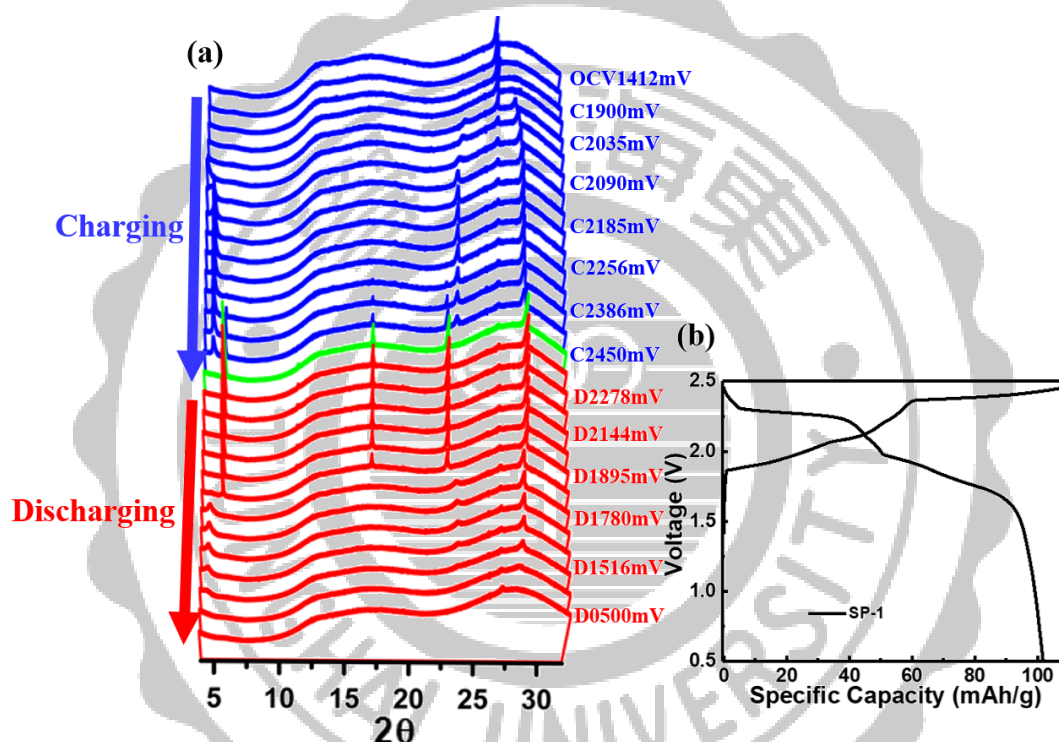 (a)
OCV1412mV
C1900mV
C2035mV
C2090mV
C2185mV
C2256mV
C2386mV
C2450mV
D2278mV
D2144mV
D1895mV
D1780mV
D1516mV
D0500mV
Charging
Discharging
5 10 15 20 25 30
2θ
(b)
2.5
2.0
1.5
1.0
0.5
Voltage (V)
SP-1
0 20 40 60 80 100
Specific Capacity (mAh/g)
UNIVERSITY